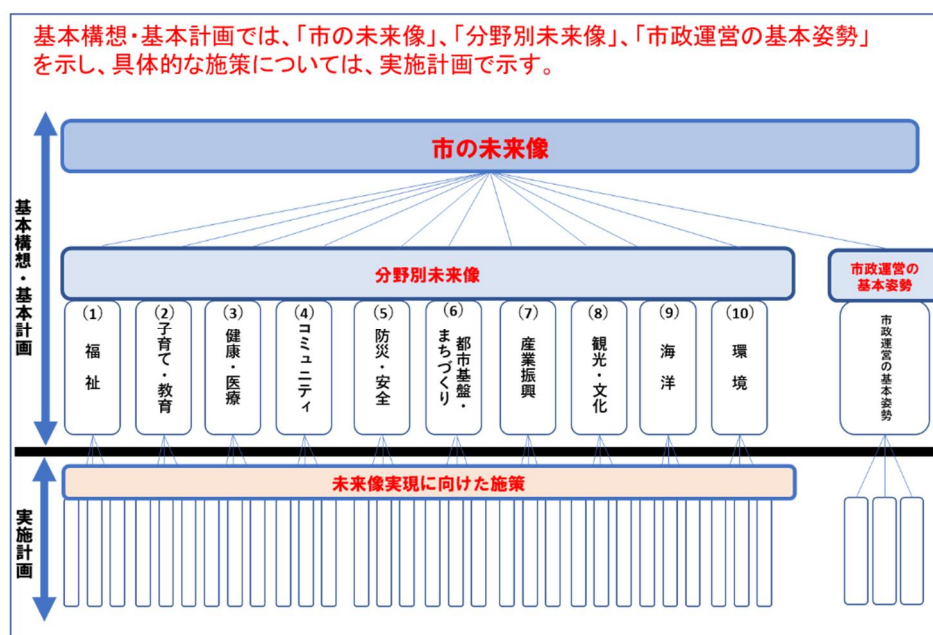 基本構想・基本計画では、「市の未来像」、「分野別未来像」、「市政運営の基本姿勢」
を示し、具体的な施策については、実施計画で示す。
市の未来像
基本構想・基本計画
分野別未来像
市政運営の
基本姿勢
(1)
福祉
(2)
子育て・教育
(3)
健康・医療
(4)
コミュニティ
(5)
防災・安全
(6)
都市基盤・
まちづくり
(7)
産業振興
(8)
観光・文化
(9)
海洋
(10)
環境
市政運営の基本姿勢
実施計画
未来像実現に向けた施策